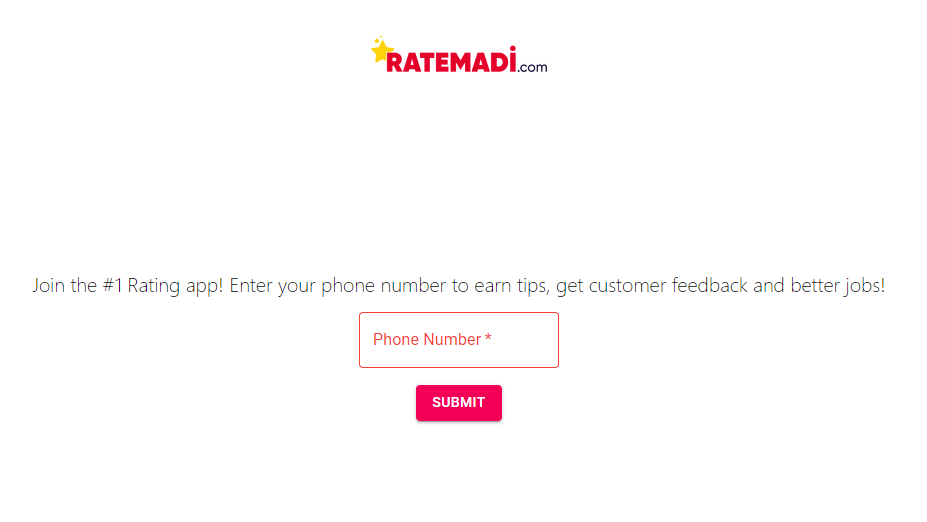 RATEMADI.com
Join the #1 Rating app! Enter your phone number to earn tips, get customer feedback and better jobs!
Phone Number *
SUBMIT